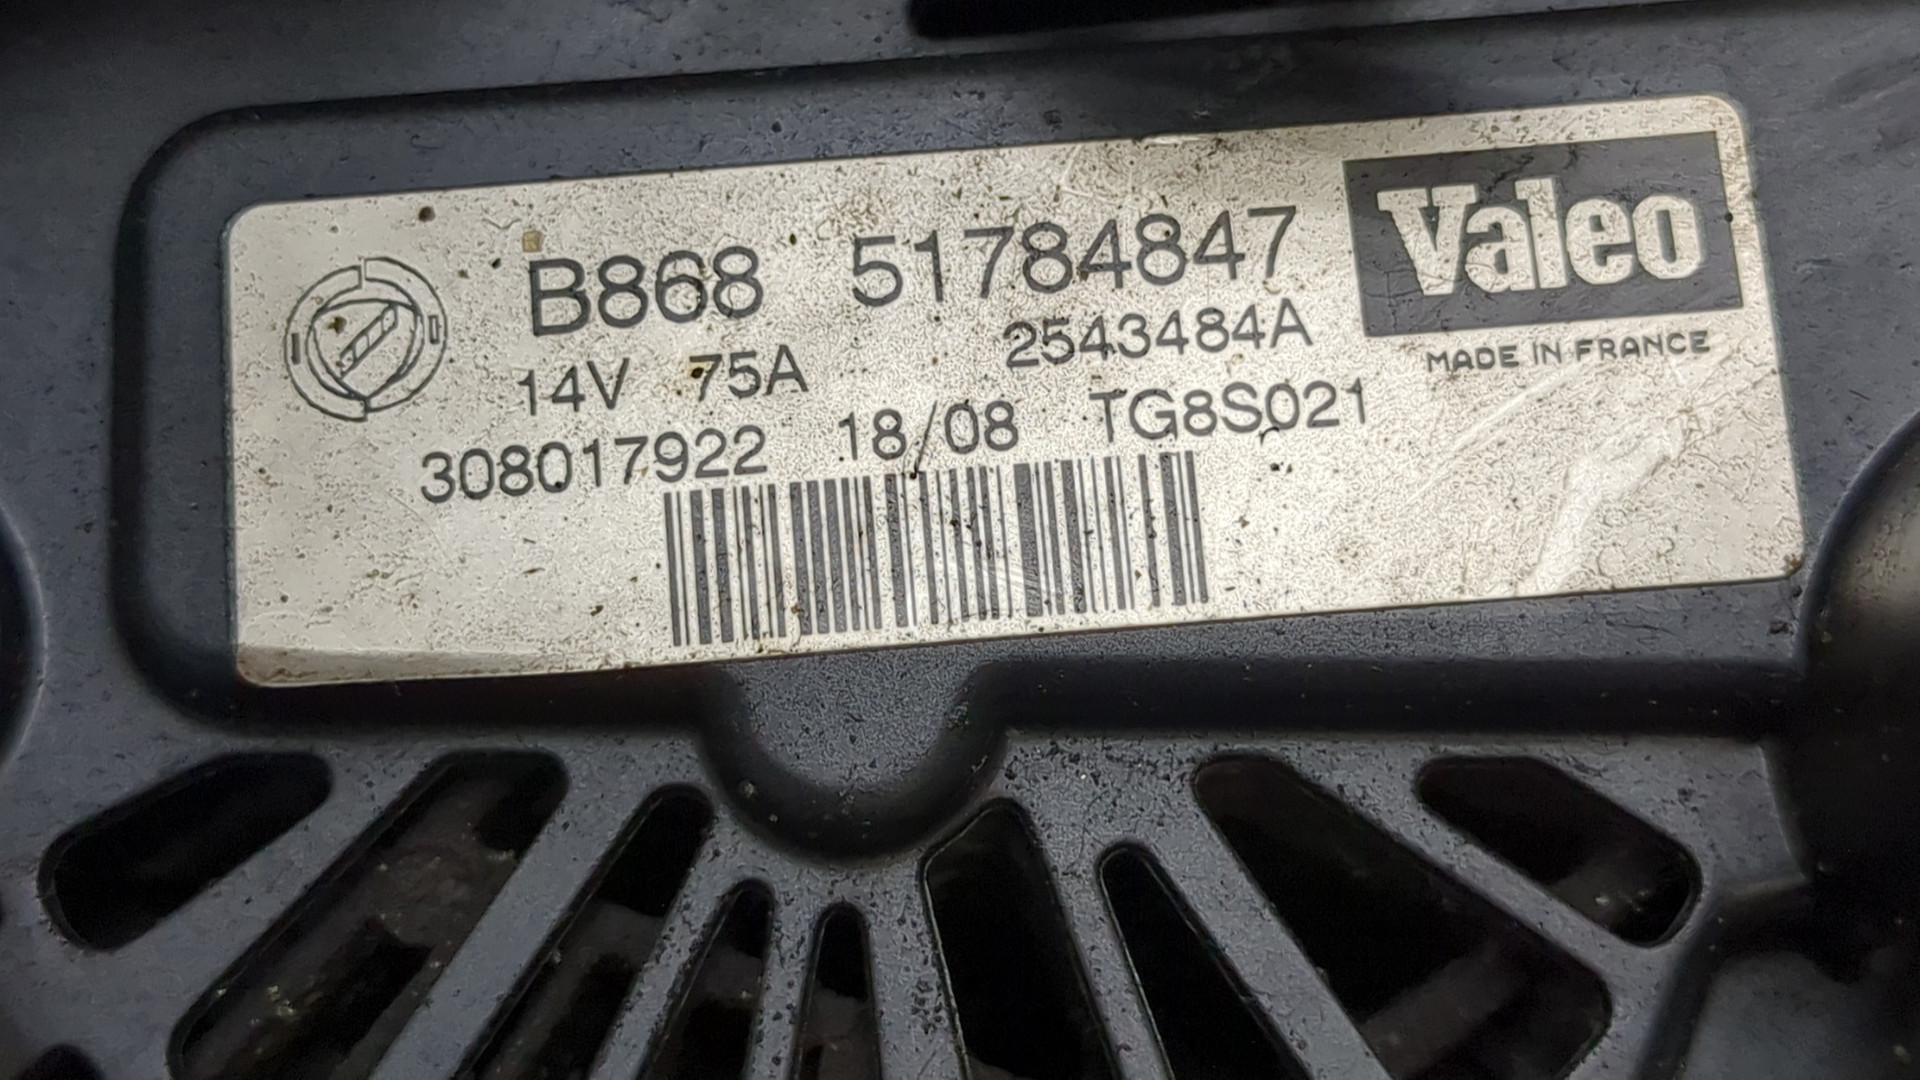 B868 51784847
Valeo
14V 75A 2543484A
MADE IN FRANCE
308017922 18/08 TG8S021